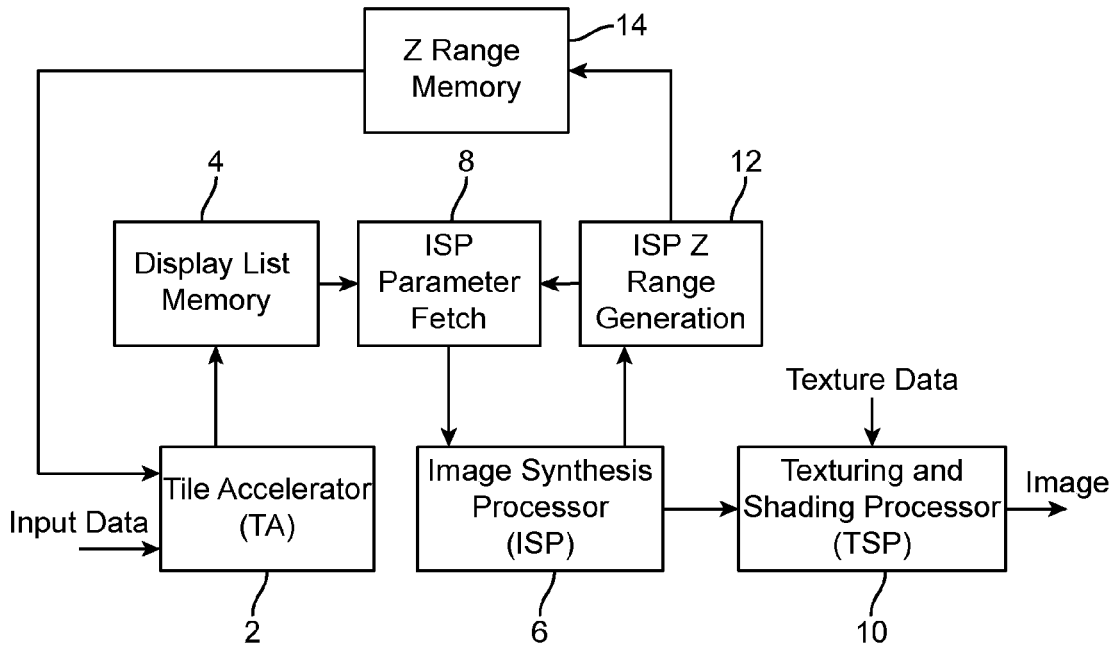 14
Z Range
Memory
4
8
12
Display List
Memory
ISP
Parameter
Fetch
ISP Z
Range
Generation
Texture Data
Input Data
Tile Accelerator
(TA)
Image Synthesis
Processor
(ISP)
Texturing and
Shading Processor
(TSP)
Image
2
6
10